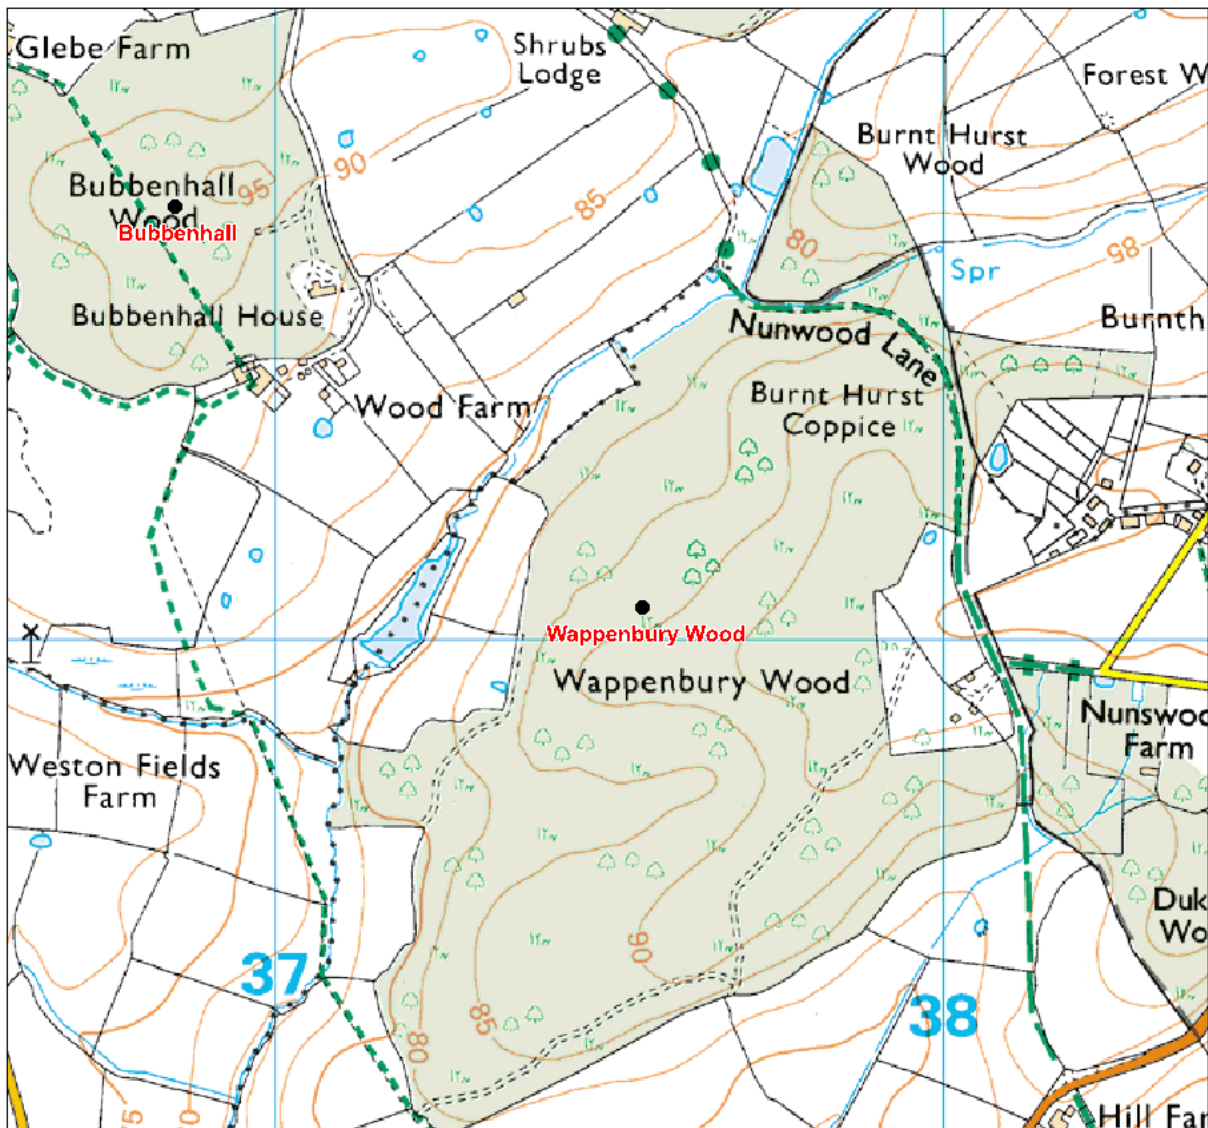 Glebe Farm
Shrubs
Lodge
Forest W
Burnt Hurst
Wood
90
Bubbenhall
Wood
95
Bubbenhall
85
80
85
Spr
Bubbenhall House
Nunwood Lane
Burnth
Wood Farm
Burnt Hurst
Coppice
Wappenbury Wood
Wappenbury Wood
Nunswoo
Farm
Weston Fields
Farm
Duk
Wo
90
37
38
85
80
75
Hill Far